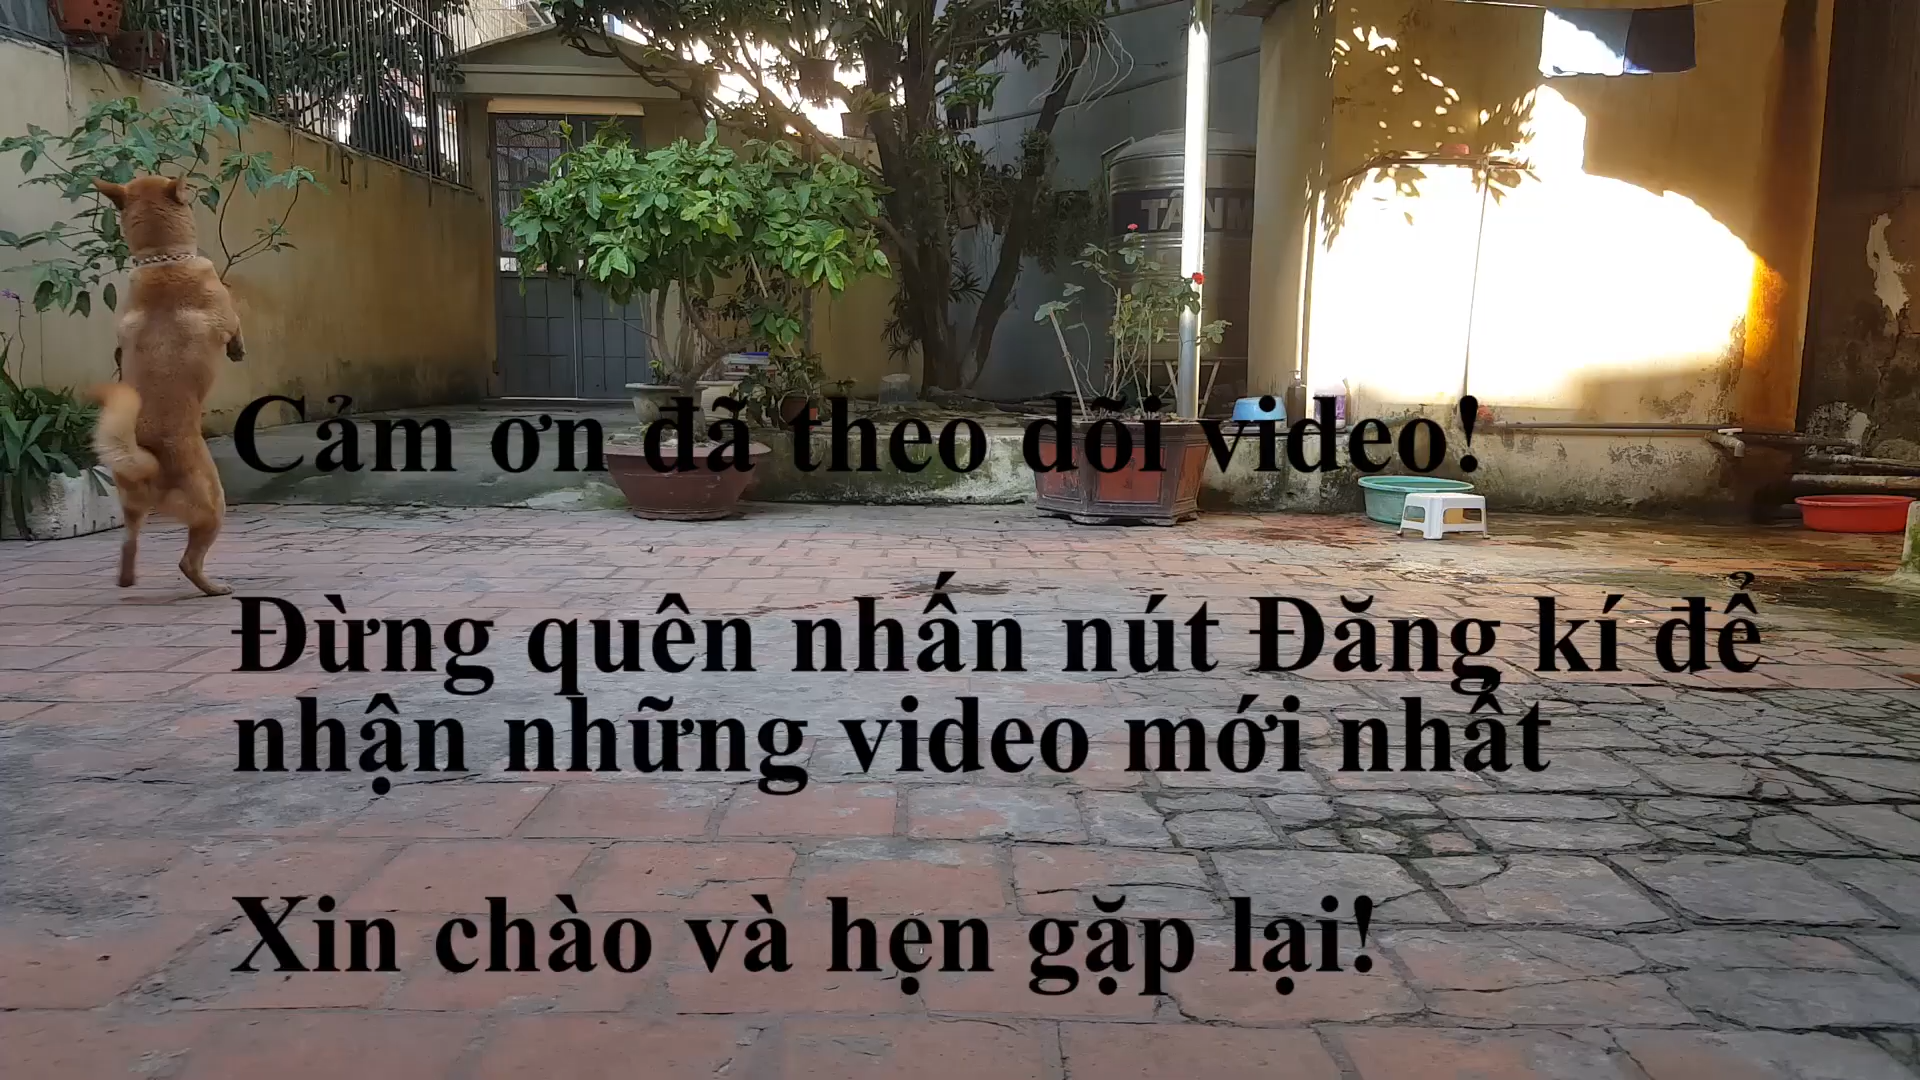 TÂN M
Cảm ơn đã theo dõi video!
Đừng quên nhấn nút Đăng kí để
nhận những video mới nhất
Xin chào và hẹn gặp lại!